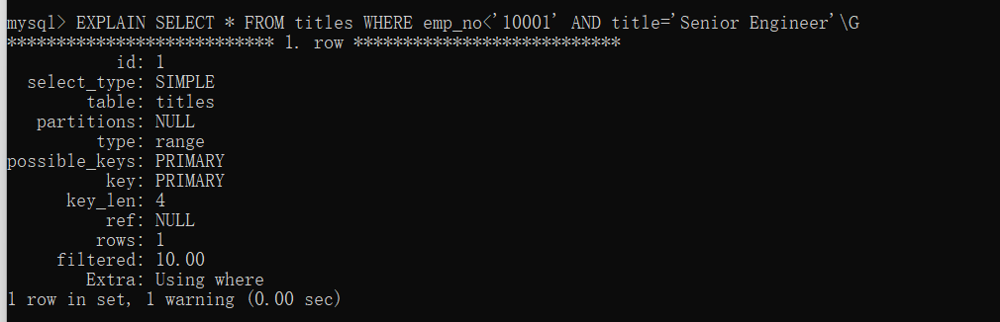 mysql> EXPLAIN SELECT * FROM titles WHERE emp_no<'10001' AND title='Senior Engineer'\G
*************************** 1. row ***************************
id: 1
select_type: SIMPLE
table: titles
partitions: NULL
type: range
possible_keys: PRIMARY
key: PRIMARY
key_len: 4
ref: NULL
rows: 1
filtered: 10.00
Extra: Using where
1 row in set, 1 warning (0.00 sec)